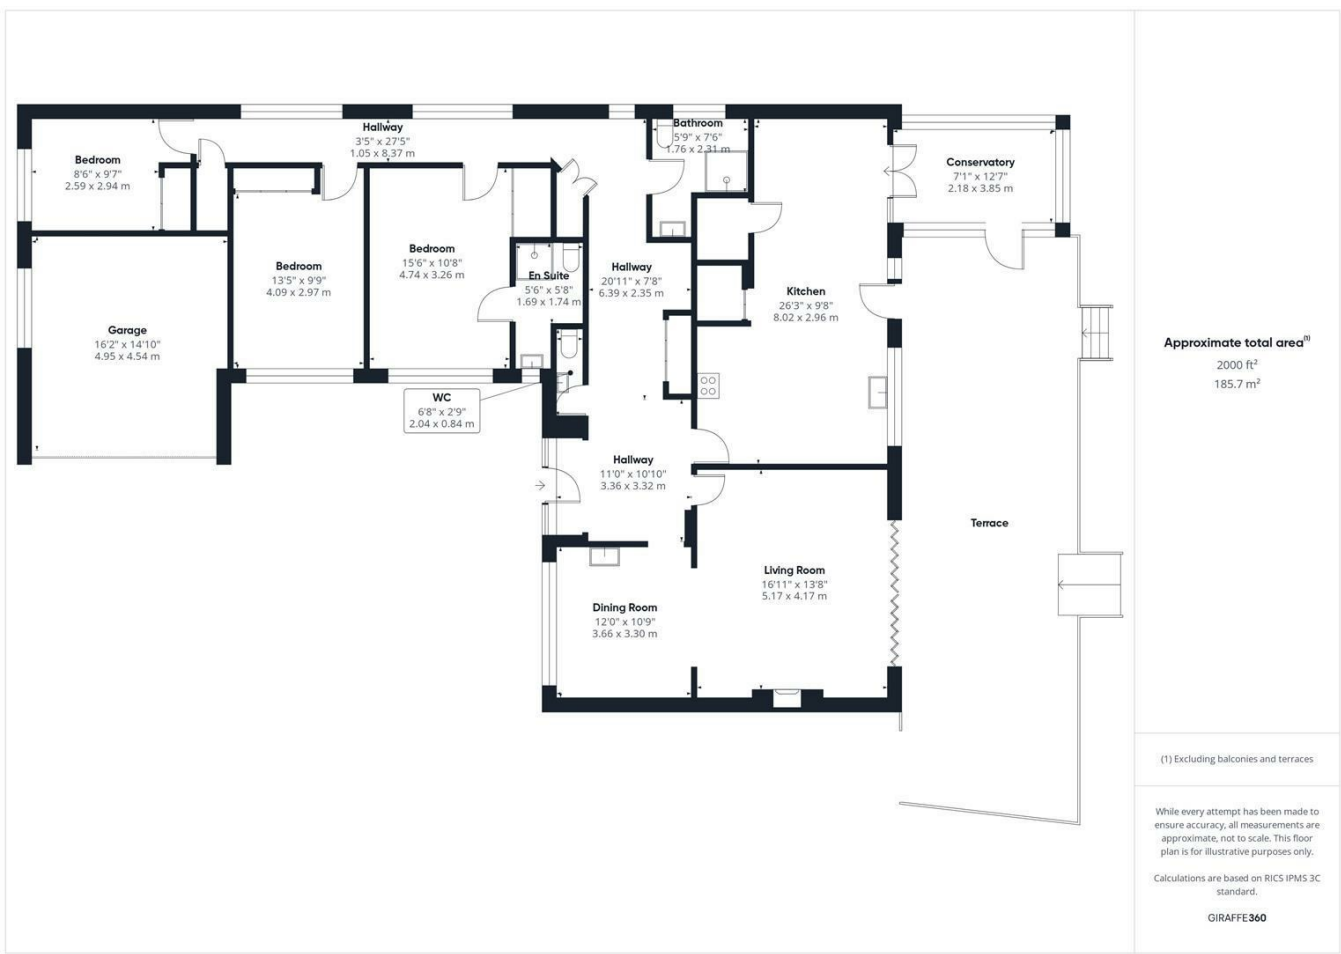 Hallway
3'5" x 27'5"
1.05 x 8.37 m
Bathroom
5'9" x 7'6"
1.76 x 2.31 m
Bedroom
8'6" x 9'7"
2.59 x 2.94 m
Conservatory
7'1" x 12'7"
2.18 x 3.85 m
Bedroom
15'6" x 10'8"
4.74 x 3.26 m
Bedroom
13'5" x 9'9"
4.09 x 2.97 m
En Suite
5'6" x 5'8"
1.69 x 1.74 m
Hallway
20'11" x 7'8"
6.39 x 2.35 m
Kitchen
26'3" x 9'8"
8.02 x 2.96 m
Garage
16'2" x 14'10"
4.95 x 4.54 m
WC
6'8" x 2'9"
2.04 x 0.84 m
Hallway
11'0" x 10'10"
3.36 x 3.32 m
Terrace
Living Room
16'11" x 13'8"
5.17 x 4.17 m
Dining Room
12'0" x 10'9"
3.66 x 3.30 m
Approximate total area(1)
2000 ft²
185.7 m²
(1) Excluding balconies and terraces
While every attempt has been made to
ensure accuracy, all measurements are
approximate, not to scale. This floor
plan is for illustrative purposes only.
Calculations are based on RICS IPMS 3C
standard.
GIRAFFE360